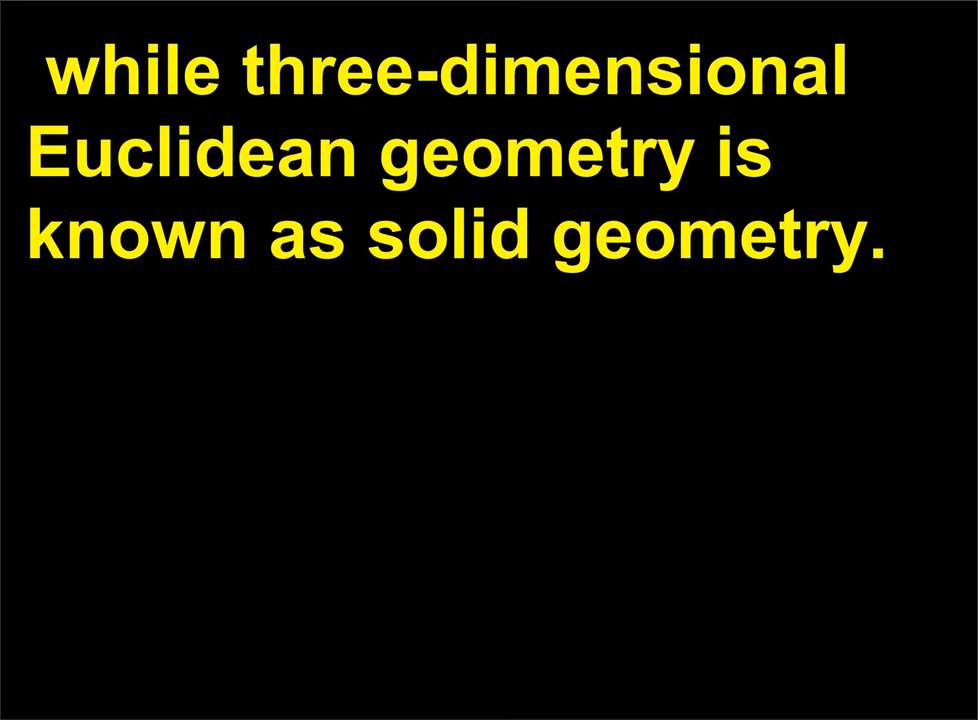 while three-dimensional
Euclidean geometry is
known as solid geometry.